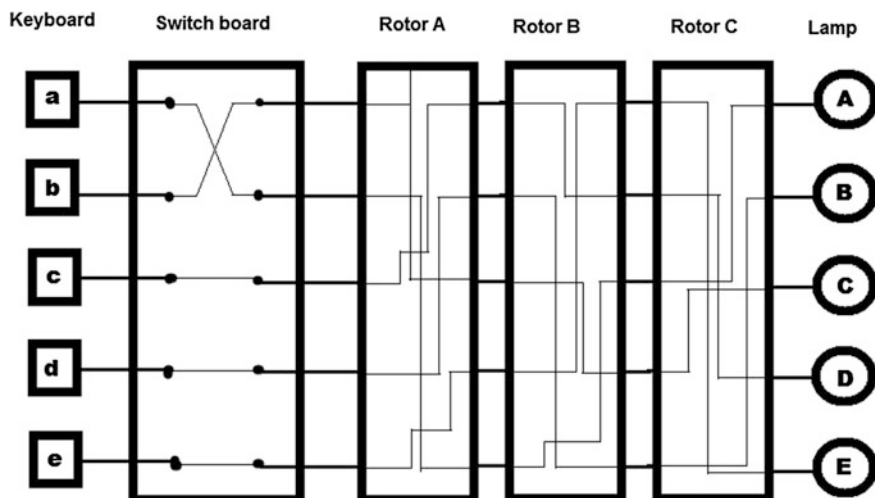 Keyboard Switch board Rotor A Rotor B Rotor C Lamp
a A
b B
c C
d D
e E